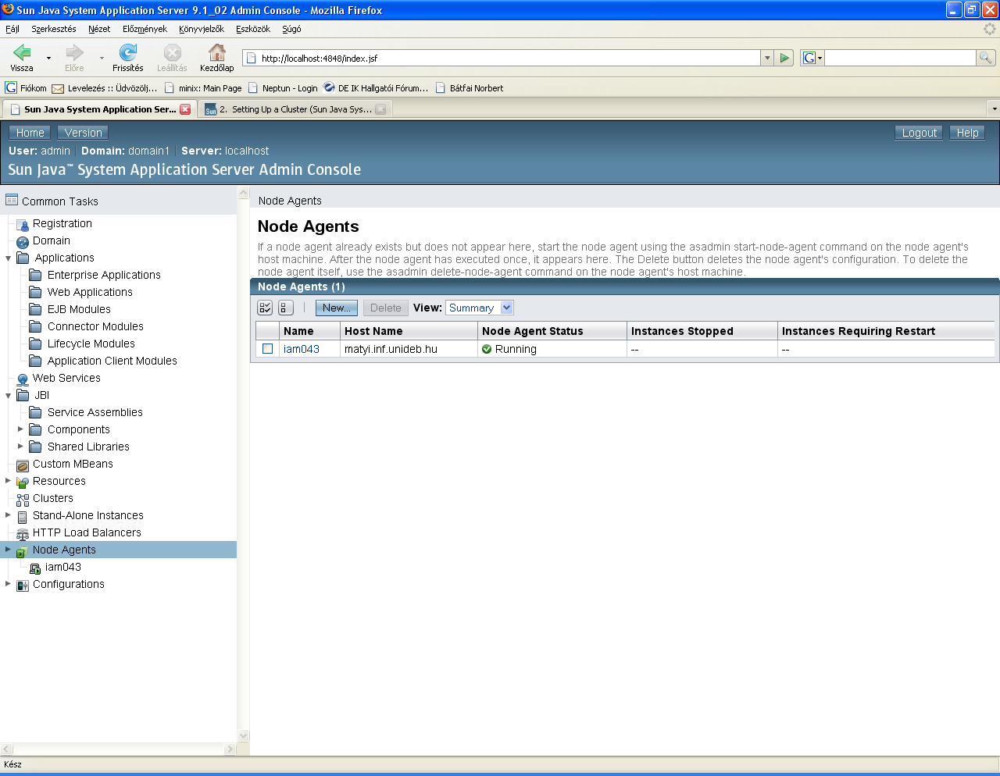 Sun Java System Application Server 9.1_02 Admin Console - Mozilla Firefox
Fájl Szerkesztés Nézet Előzmények Könyvjelzők Eszközök Súgó
http://localhost:4848/index.jsf
Vissza Előre Frissítés Leállítás Kezdőlap
Fiókom Levelezés :: Üdvözölj... minix: Main Page Neptun - Login DE IK Hallgatói Fórum... Bátfai Norbert
Sun Java System Application Ser... Sun 2. Setting Up a Cluster (Sun Java Sys...
Home Version Logout Help
User: admin Domain: domain1 Server: localhost
Sun Java™ System Application Server Admin Console
Common Tasks
Registration
Domain
Applications
Enterprise Applications
Web Applications
EJB Modules
Connector Modules
Lifecycle Modules
Application Client Modules
Web Services
JBI
Service Assemblies
Components
Shared Libraries
Custom MBeans
Resources
Clusters
Stand-Alone Instances
HTTP Load Balancers
Node Agents
iam043
Configurations
Node Agents
Node Agents
If a node agent already exists but does not appear here, start the node agent using the asadmin start-node-agent command on the node agent's
host machine. After the node agent has executed once, it appears here. The Delete button deletes the node agent's configuration. To delete the
node agent itself, use the asadmin delete-node-agent command on the node agent's host machine.
Node Agents (1)
New... Delete View: Summary
Name Host Name Node Agent Status Instances Stopped Instances Requiring Restart
iam043 matyi.inf.unideb.hu Running -- --
Kész